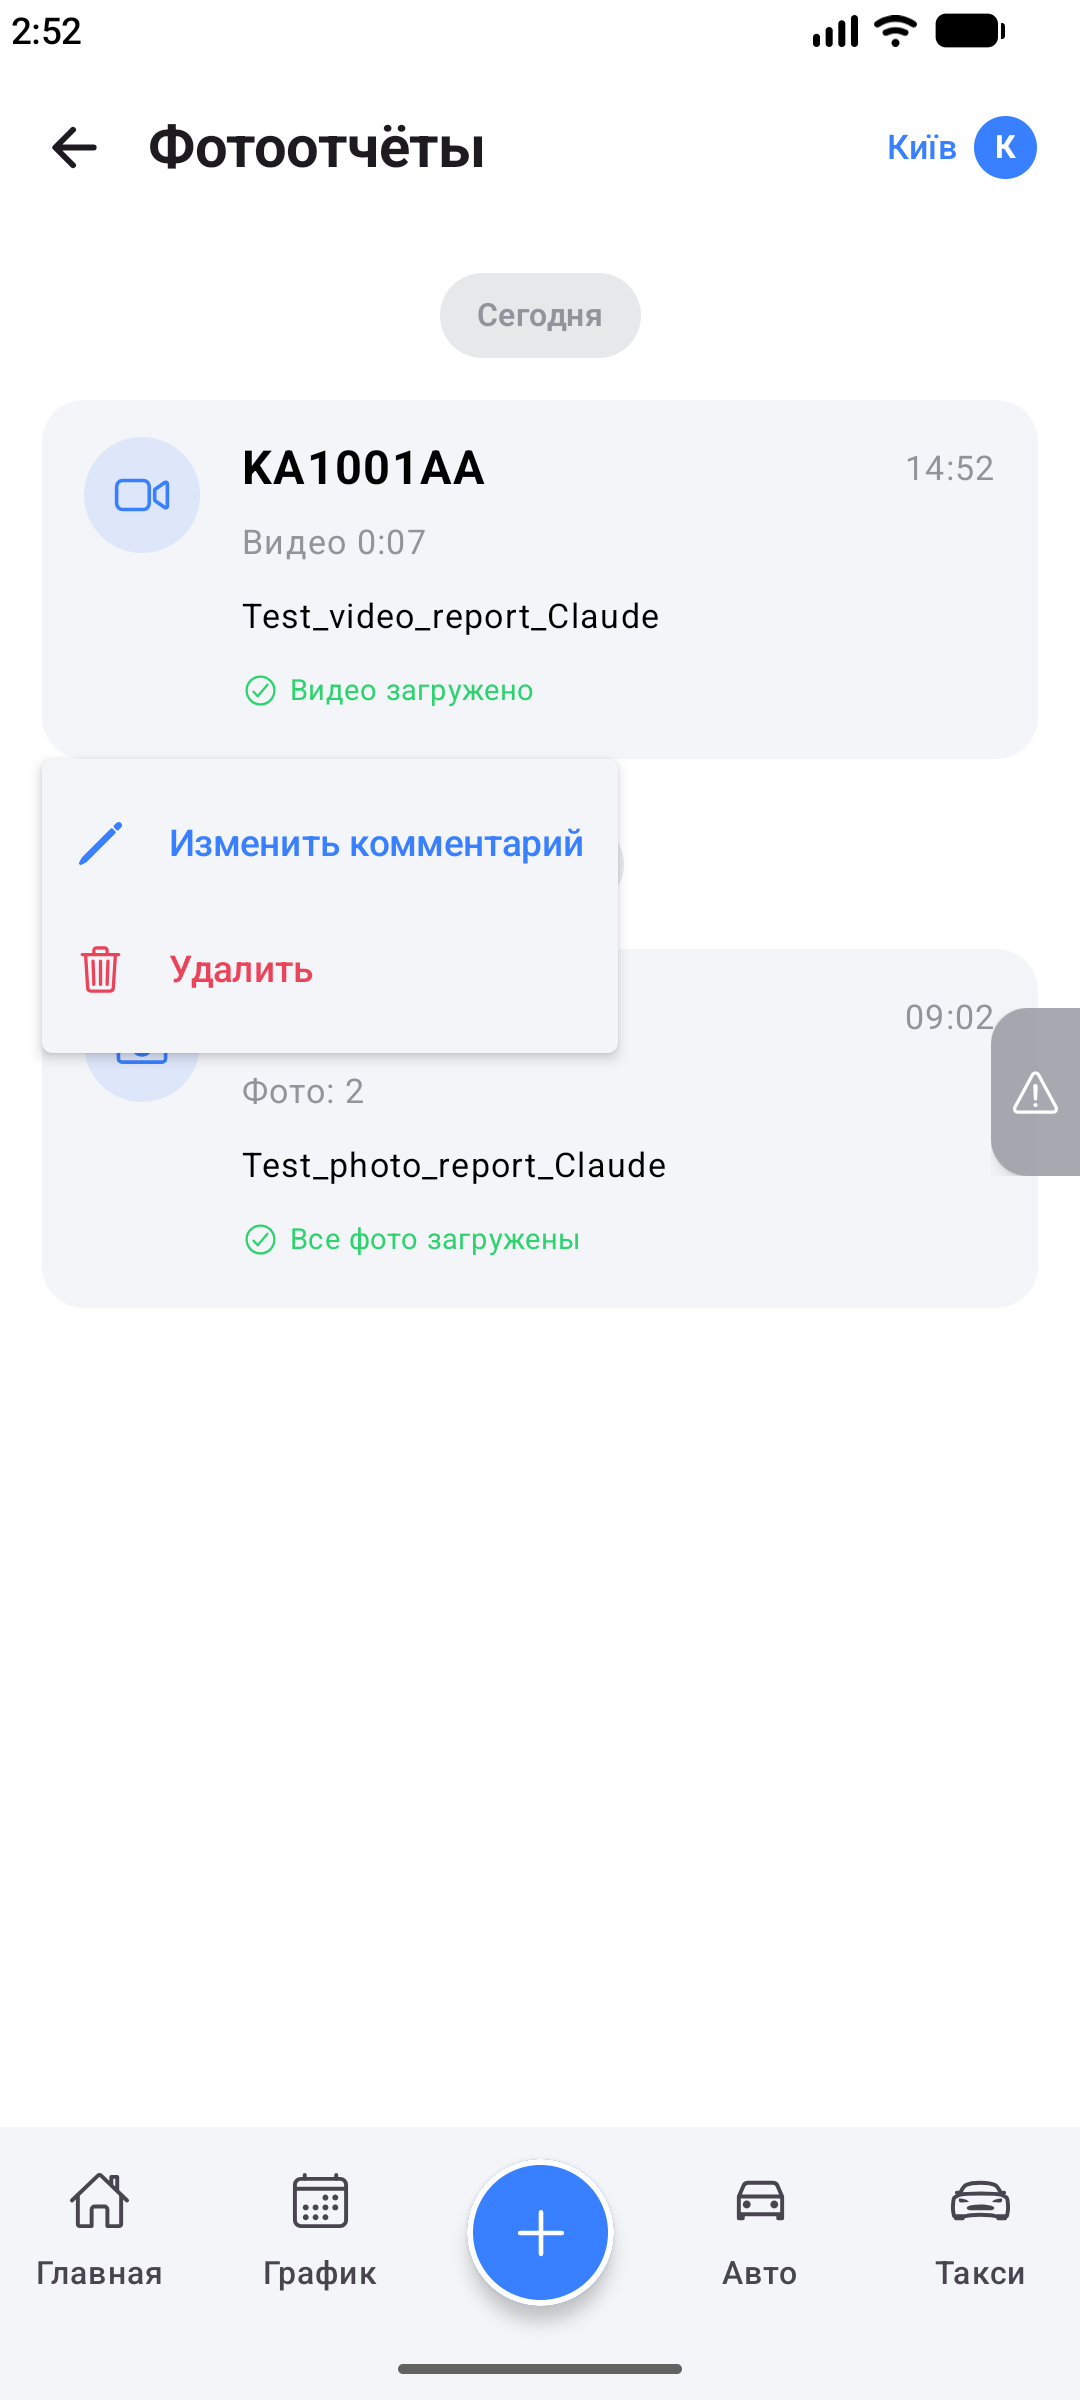 2:52
Фотоотчёты
Київ K
Сегодня
KA1001AA
14:52
Видео 0:07
Test_video_report_Claude
Видео загружено
Изменить комментарий
Удалить
09:02
Фото: 2
Test_photo_report_Claude
Все фото загружены
Главная
График
Авто
Такси